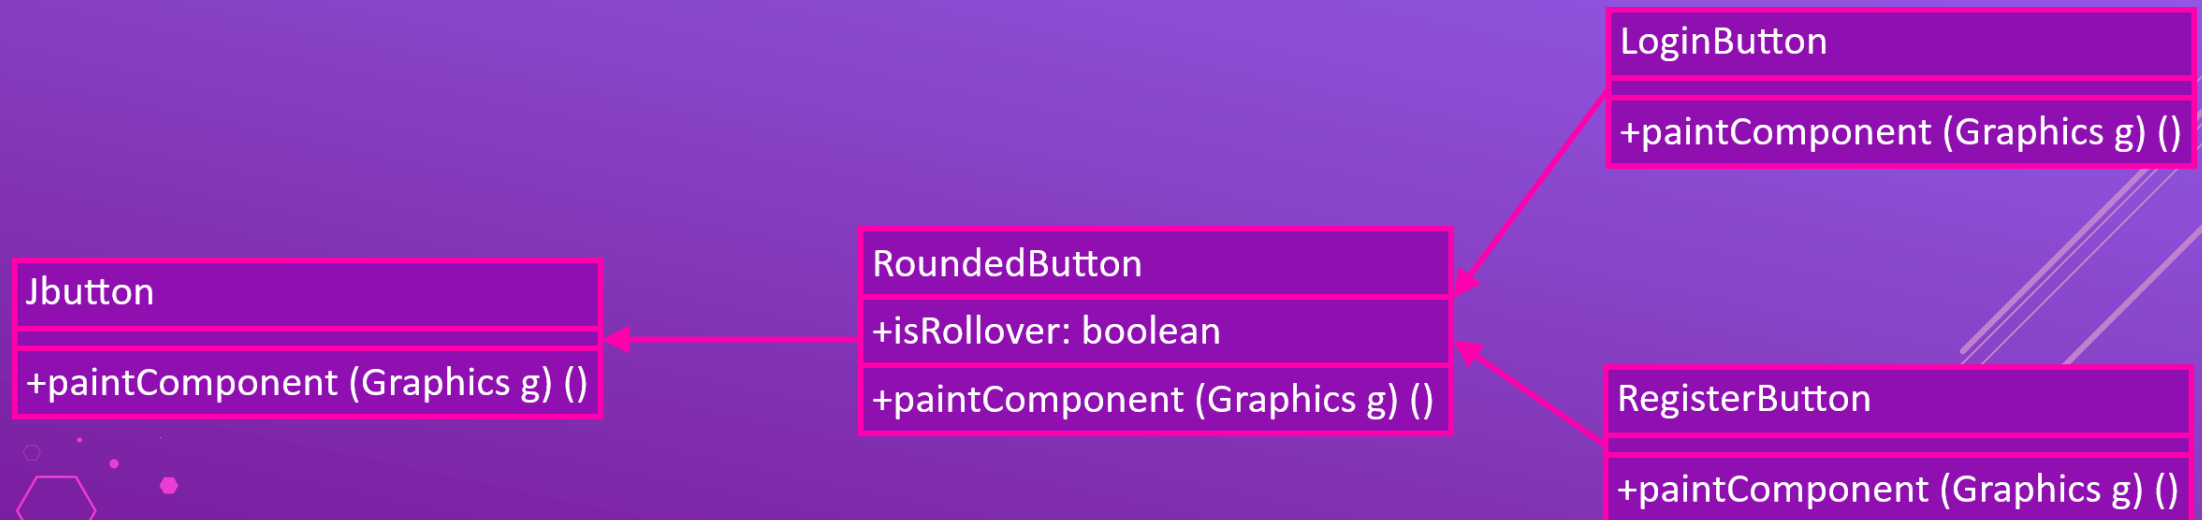 Jbutton
+paintComponent (Graphics g) ()
RoundedButton
+isRollover: boolean
+paintComponent (Graphics g) ()
LoginButton
+paintComponent (Graphics g) ()
RegisterButton
+paintComponent (Graphics g) ()